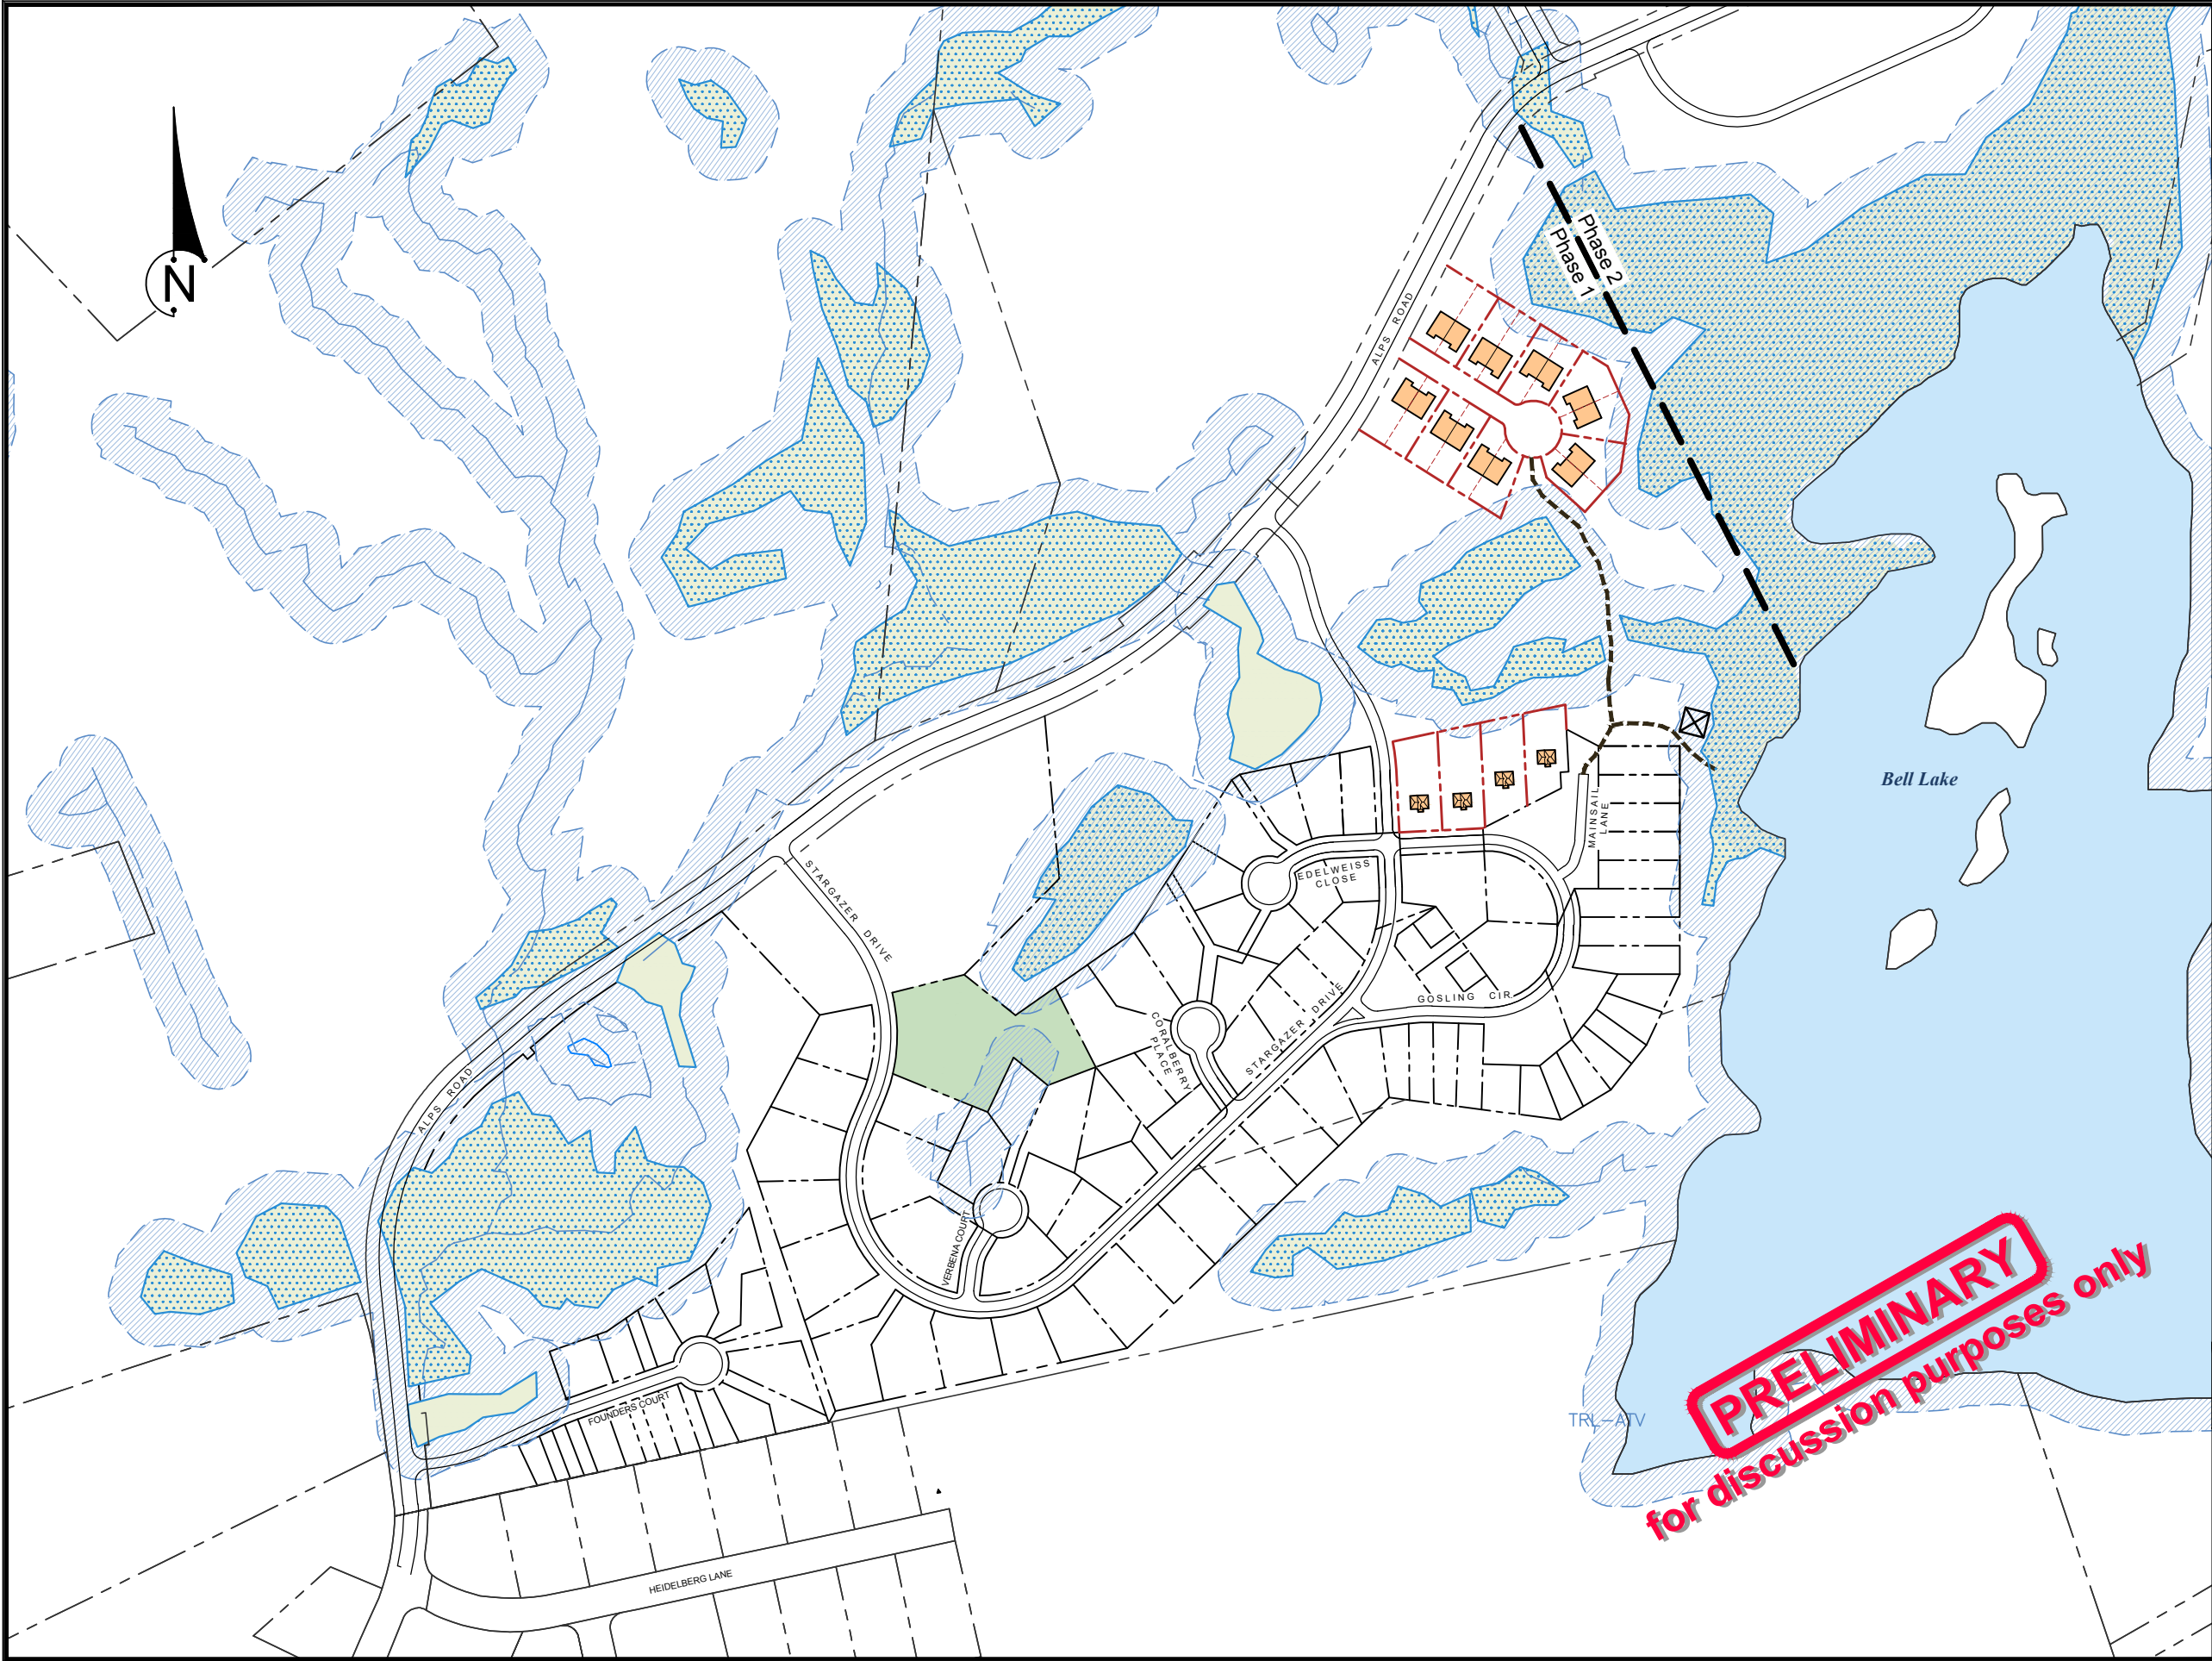 N
Phase 2
Phase 1
ALPS ROAD
Bell Lake
MAINSAIL
LANE
EDELWEISS
CLOSE
STARGAZER DRIVE
GOSLING CIR.
CORALBERRY
PLACE
STARGAZER DRIVE
ALPS ROAD
VERBENA COURT
FOUNDERS COURT
HEIDELBERG LANE
TRL-ATV
PRELIMINARY
for discussion purposes only